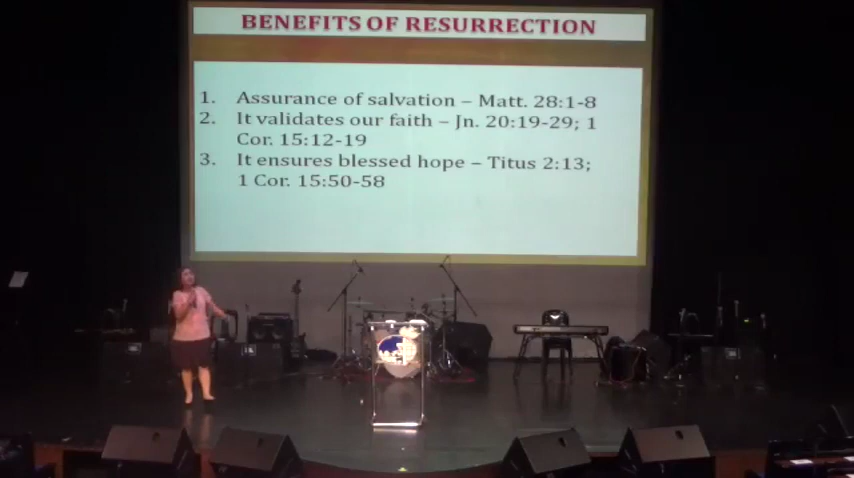 BENEFITS OF RESURRECTION
1. Assurance of salvation – Matt. 28:1-8
2. It validates our faith – Jn. 20:19-29; 1
Cor. 15:12-19
3. It ensures blessed hope – Titus 2:13;
1 Cor. 15:50-58